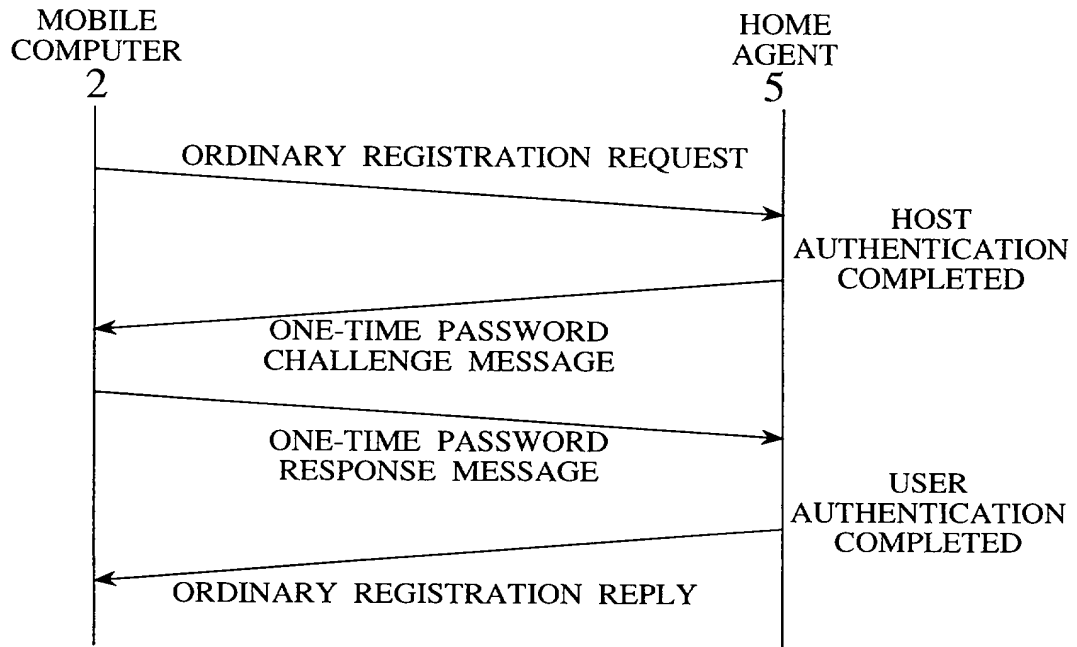 MOBILE
COMPUTER
2
HOME
AGENT
5
ORDINARY REGISTRATION REQUEST
HOST
AUTHENTICATION
COMPLETED
ONE-TIME PASSWORD
CHALLENGE MESSAGE
ONE-TIME PASSWORD
RESPONSE MESSAGE
USER
AUTHENTICATION
COMPLETED
ORDINARY REGISTRATION REPLY